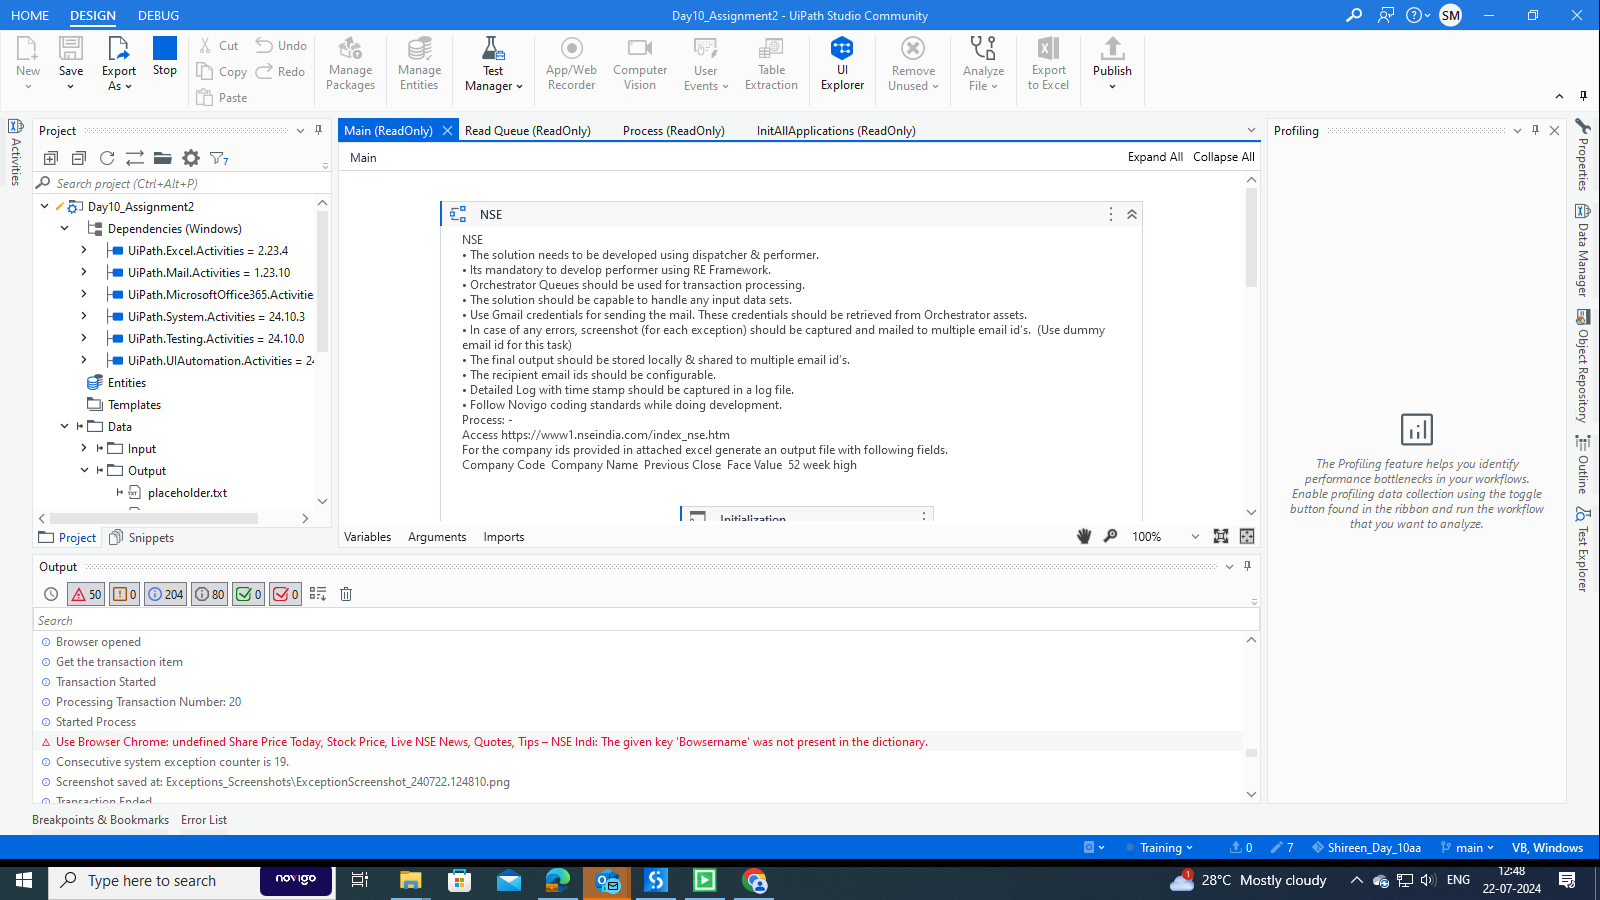 HOME DESIGN DEBUG
Day10_Assignment2 - UiPath Studio Community
SM
New
Save
Export As
Stop
Cut
Copy
Paste
Undo
Redo
Manage Packages
Manage Entities
Test Manager
App/Web Recorder
Computer Vision
User Events
Table Extraction
UI Explorer
Remove Unused
Analyze File
Export to Excel
Publish
Activities
Project
7
Search project (Ctrl+Alt+P)
Day10_Assignment2
Dependencies (Windows)
UiPath.Excel.Activities = 2.23.4
UiPath.Mail.Activities = 1.23.10
UiPath.MicrosoftOffice365.Activitie
UiPath.System.Activities = 24.10.3
UiPath.Testing.Activities = 24.10.0
UiPath.UIAutomation.Activities = 24
Entities
Templates
Data
Input
Output
placeholder.txt
Project Snippets
Main (ReadOnly) Read Queue (ReadOnly) Process (ReadOnly) InitAllApplications (ReadOnly)
Main
Expand All Collapse All
NSE
NSE
• The solution needs to be developed using dispatcher & performer.
• Its mandatory to develop performer using RE Framework.
• Orchestrator Queues should be used for transaction processing.
• The solution should be capable to handle any input data sets.
• Use Gmail credentials for sending the mail. These credentials should be retrieved from Orchestrator assets.
• In case of any errors, screenshot (for each exception) should be captured and mailed to multiple email id's. (Use dummy
email id for this task)
• The final output should be stored locally & shared to multiple email id's.
• The recipient email ids should be configurable.
• Detailed Log with time stamp should be captured in a log file.
• Follow Novigo coding standards while doing development.
Process: -
Access https://www1.nseindia.com/index_nse.htm
For the company ids provided in attached excel generate an output file with following fields.
Company Code Company Name Previous Close Face Value 52 week high
Initialization
Variables Arguments Imports
100%
Profiling
The Profiling feature helps you identify
performance bottlenecks in your workflows.
Enable profiling data collection using the toggle
button found in the ribbon and run the workflow
that you want to analyze.
Properties
Data Manager
Object Repository
Outline
Test Explorer
Output
50 0 204 80 0 0
Search
Browser opened
Get the transaction item
Transaction Started
Processing Transaction Number: 20
Started Process
Use Browser Chrome: undefined Share Price Today, Stock Price, Live NSE News, Quotes, Tips – NSE Indi: The given key 'Bowsername' was not present in the dictionary.
Consecutive system exception counter is 19.
Screenshot saved at: Exceptions_Screenshots\ExceptionScreenshot_240722.124810.png
Transaction Ended
Breakpoints & Bookmarks Error List
Training 0 7 Shireen_Day_10aa main VB, Windows
Type here to search
novigo
1
28°C Mostly cloudy
ENG
12:48
22-07-2024